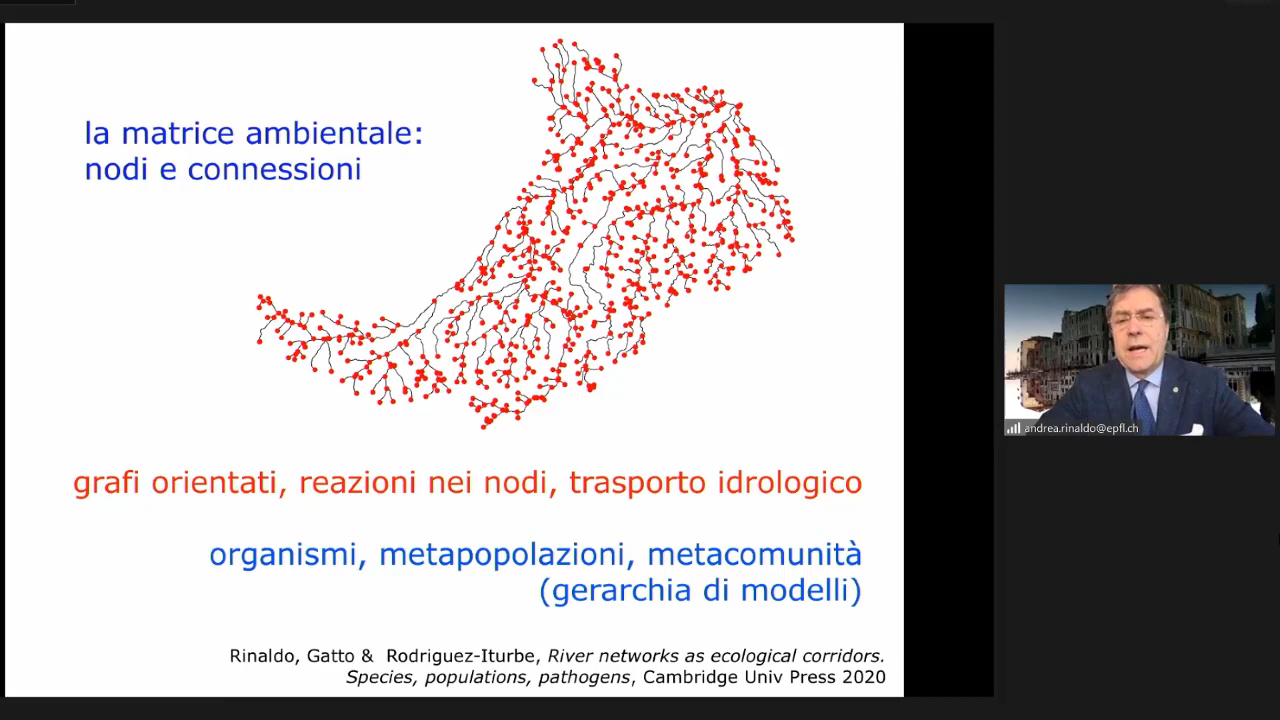 la matrice ambientale:
nodi e connessioni
grafi orientati, reazioni nei nodi, trasporto idrologico
organismi, metapopolazioni, metacomunità
(gerarchia di modelli)
Rinaldo, Gatto & Rodriguez-Iturbe, River networks as ecological corridors.
Species, populations, pathogens, Cambridge Univ Press 2020
andrea.rinaldo@epfl.ch